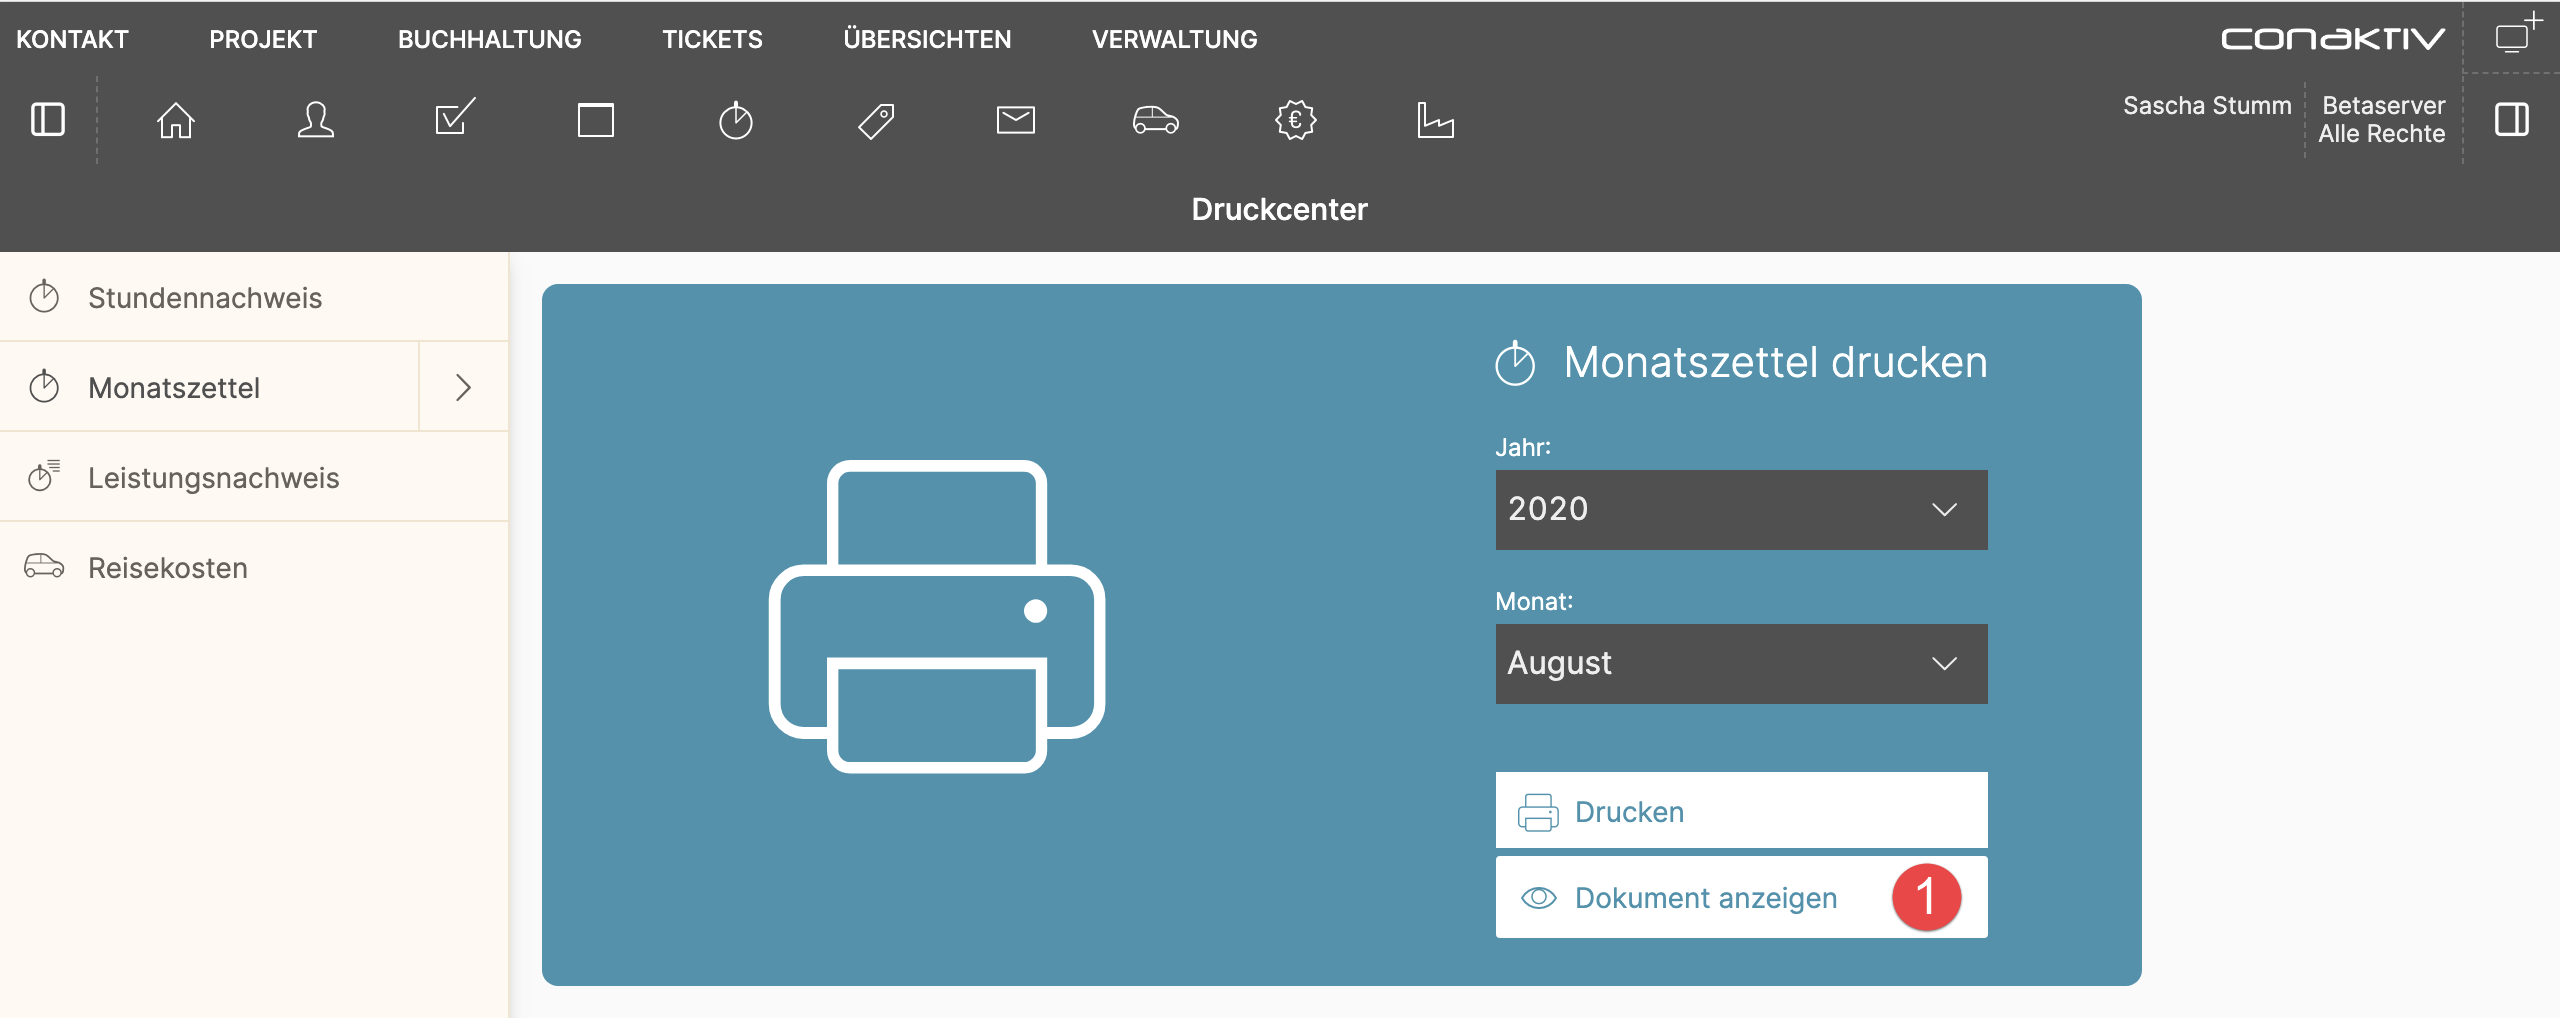 KONTAKT PROJEKT BUCHHALTUNG TICKETS ÜBERSICHTEN VERWALTUNG conaktiv
€ Sascha Stumm Betaserver
Alle Rechte
Druckcenter
Stundennachweis
Monatszettel
Leistungsnachweis
Reisekosten
Monatszettel drucken
Jahr:
2020
Monat:
August
Drucken
Dokument anzeigen 1